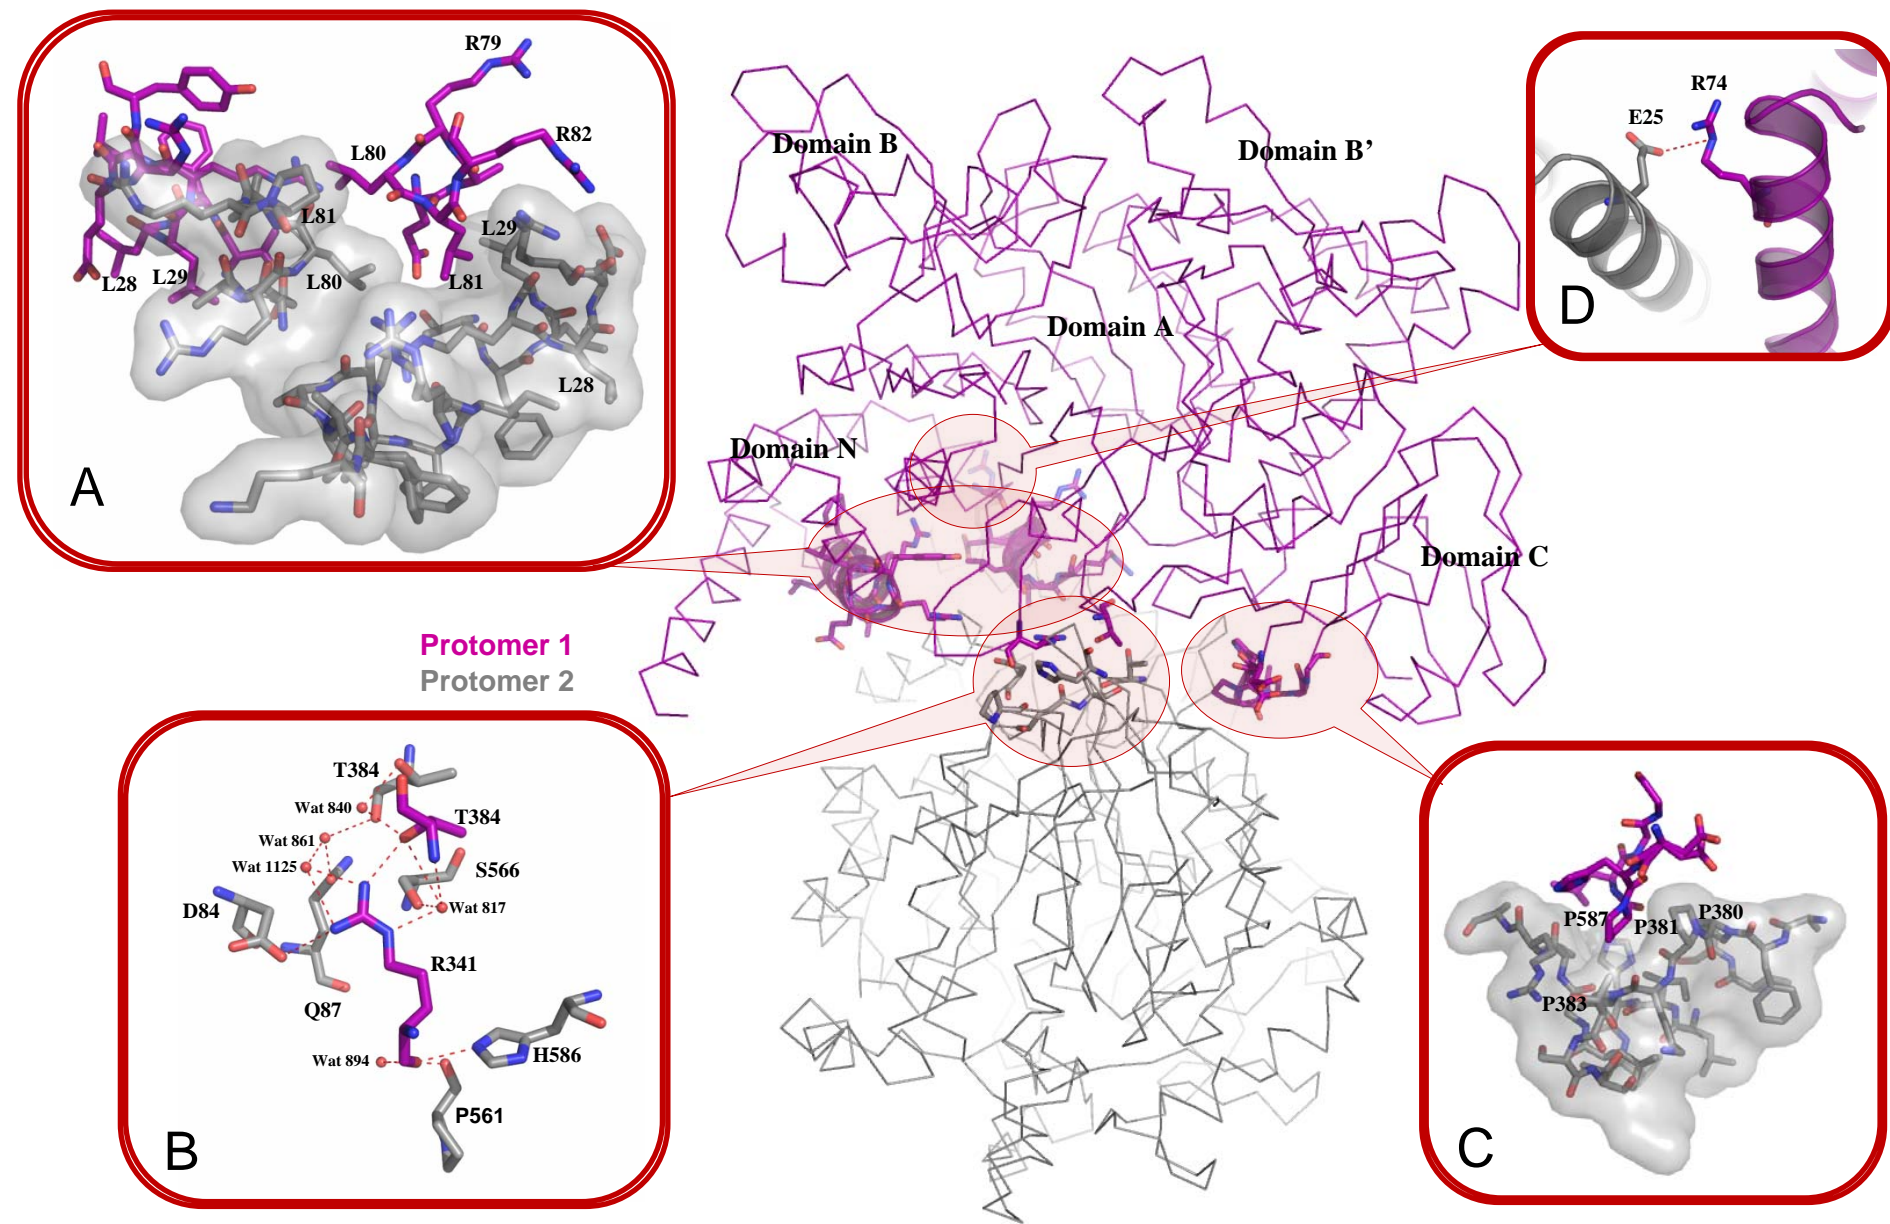 R79
R82
L80
L81
L29
L28
L29
L80
L81
L28
A
Domain B
Domain B’
Domain A
Domain N
Domain C
R74
E25
D
Protomer 1
Protomer 2
T384
Wat 840
T384
Wat 861
Wat 1125
S566
D84
Wat 817
R341
Q87
Wat 894
H586
P561
B
P587
P381
P380
P383
C